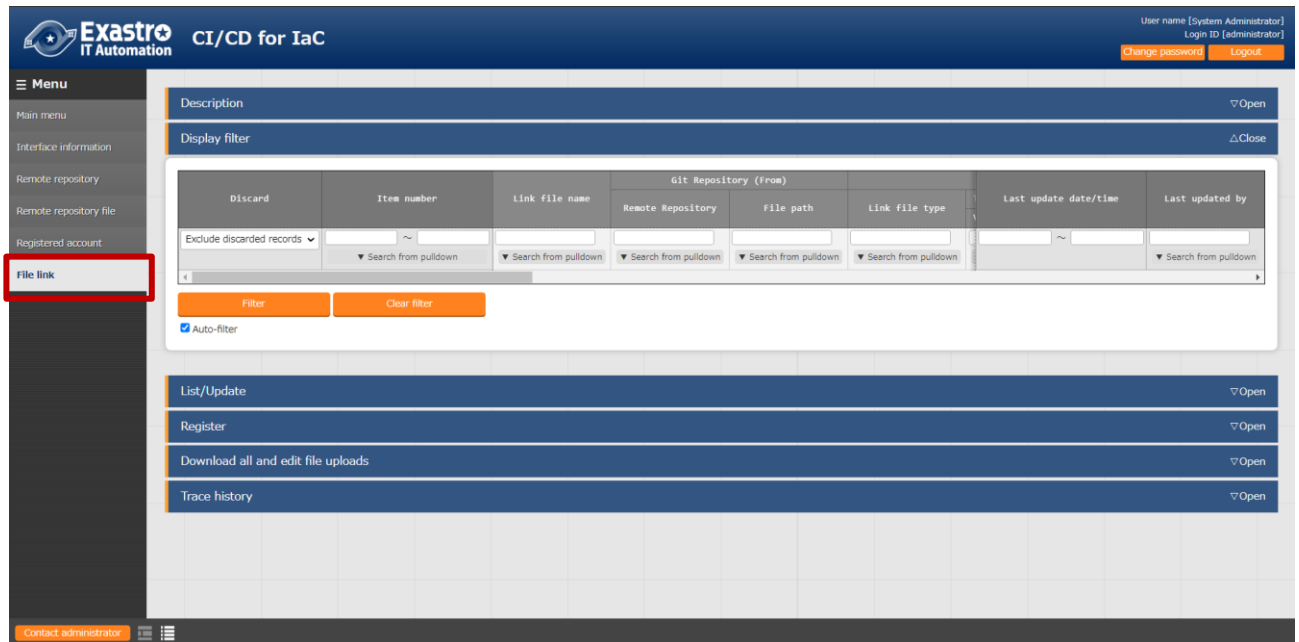 Exastro
IT Automation
CI/CD for IaC
User name [System Administrator]
Login ID [administrator]
Change password
Logout
Menu
Main menu
Interface information
Remote repository
Remote repository file
Registered account
File link
Description
▽Open
Display filter
△Close
Discard
Item number
Link file name
Git Repository (From)
Remote Repository
File path
Link file type
Last update date/time
Last updated by
Exclude discarded records
~
~
▼ Search from pulldown
▼ Search from pulldown
▼ Search from pulldown
▼ Search from pulldown
▼ Search from pulldown
▼ Search from pulldown
Filter
Clear filter
Auto-filter
List/Update
▽Open
Register
▽Open
Download all and edit file uploads
▽Open
Trace history
▽Open
Contact administrator